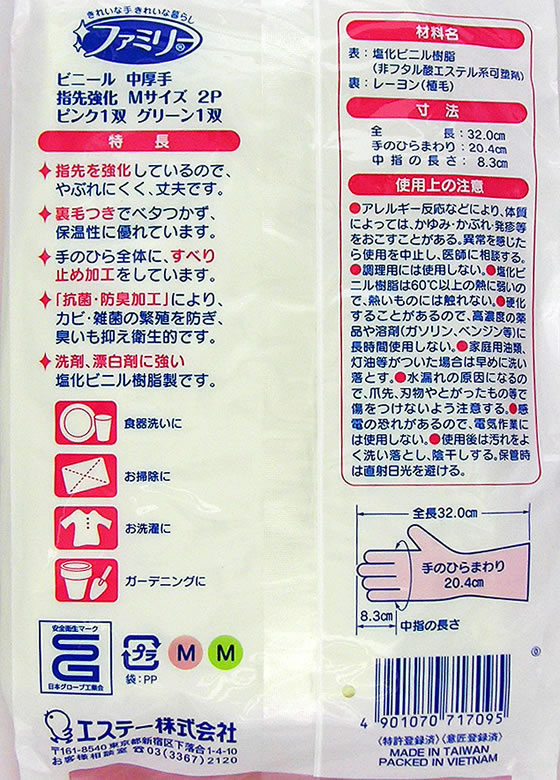 きれいな手きれいな暮らし
ファミリー®
ビニール 中厚手
指先強化 Mサイズ 2P
ピンク1双 グリーン1双
特長
指先を強化しているので、
やぶれにくく、丈夫です。
裏毛つきでベタつかず、
保温性に優れています。
手のひら全体に、すべり
止め加工をしています。
「抗菌・防臭加工」により、
カビ・雑菌の繁殖を防ぎ、
臭いも抑え衛生的です。
洗剤、漂白剤に強い
塩化ビニル樹脂製です。
食器洗いに
お掃除に
お洗濯に
ガーデニングに
安全衛生マーク
SG
日本グローブ工業会
プラ
袋:PP
M M
エステー株式会社
〒161-8540 東京都新宿区下落合1-4-10
お客様相談室 ☎03(3367)2120
材料名
表:塩化ビニル樹脂
(非フタル酸エステル系可塑剤)
裏:レーヨン(植毛)
寸法
全長:32.0cm
手のひらまわり:20.4cm
中指の長さ:8.3cm
使用上の注意
●アレルギー反応などにより、体質
によっては、かゆみ・かぶれ・発疹等
をおこすことがある。異常を感じた
ら使用を中止し、医師に相談する。
●調理用には使用しない。●塩化ビ
ニル樹脂は60℃以上の熱に弱いの
で、熱いものには触れない。●硬化
することがあるので、高濃度の薬
品や溶剤(ガソリン、ベンジン等)に
長時間使用しない。●家庭用油類、
灯油等がついた場合は早めに洗い
落とす。●水漏れの原因になるの
で、爪先、刃物やとがったもの等で
傷をつけないよう注意する。●感
電の恐れがあるので、電気作業に
は使用しない。●使用後は汚れをよ
く洗い落とし、陰干しする。保管時
は直射日光を避ける。
全長32.0cm
手のひらまわり
20.4cm
8.3cm 中指の長さ
4 901070 717095
〈特許登録済〉〈意匠登録済〉
MADE IN TAIWAN
PACKED IN VIETNAM